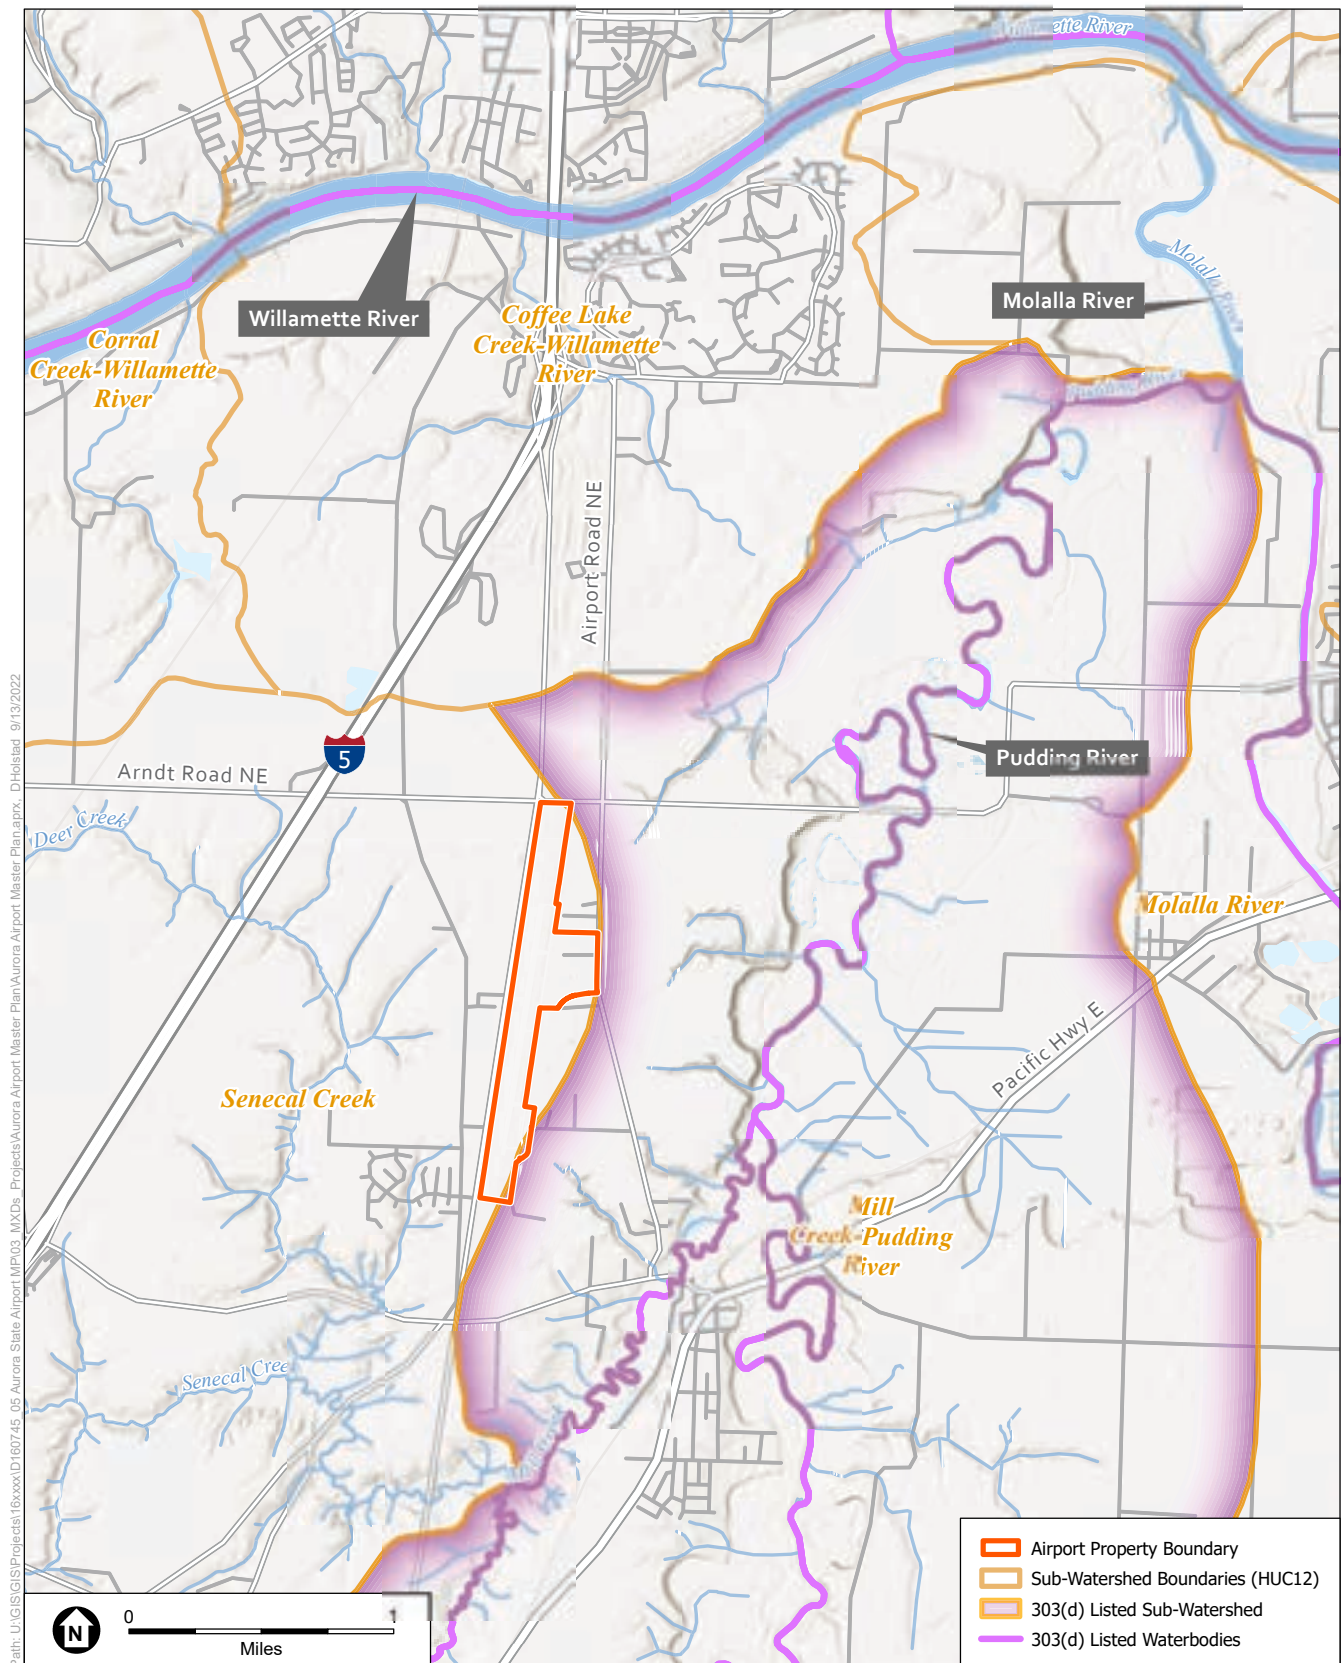 Willamette River
Corral
Creek-Willamette
River
Coffee Lake
Creek-Willamette
River
Molalla River
Molalla River
Pudding River
Airport Road NE
5
Arndt Road NE
Deer Creek
Pudding River
Molalla River
Pacific Hwy E
Senecal Creek
Mill
Creek-Pudding
River
Senecal Cree
Airport Property Boundary
Sub-Watershed Boundaries (HUC12)
303(d) Listed Sub-Watershed
303(d) Listed Waterbodies
N
0 1
Miles
Path: U:\GIS\GIS\Projects\16xxxx\D160745_05 Aurora State Airport MP\03_MXDs_Projects\Aurora Airport Master Plan\Aurora Airport Master Plan.aprx, DHolstad 9/13/2022